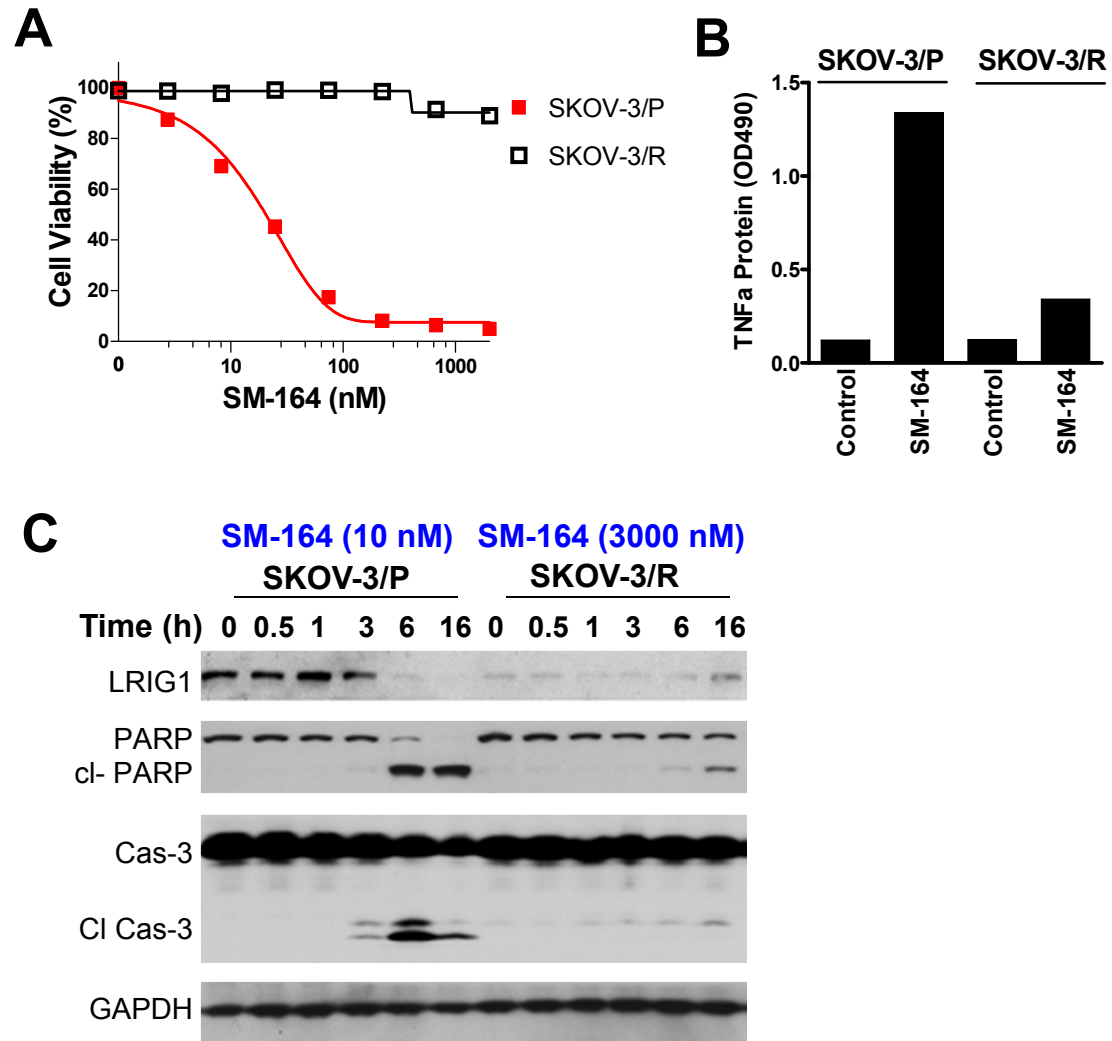 A
100
80
60
40
20
0
Cell Viability (%)
0 10 100 1000
SM-164 (nM)
SKOV-3/P
SKOV-3/R
B
SKOV-3/P SKOV-3/R
1.5
1.0
0.5
0.0
TNFa Protein (OD490)
Control
SM-164
Control
SM-164
C
SM-164 (10 nM) SM-164 (3000 nM)
SKOV-3/P SKOV-3/R
Time (h) 0 0.5 1 3 6 16 0 0.5 1 3 6 16
LRIG1
PARP
cl- PARP
Cas-3
Cl Cas-3
GAPDH